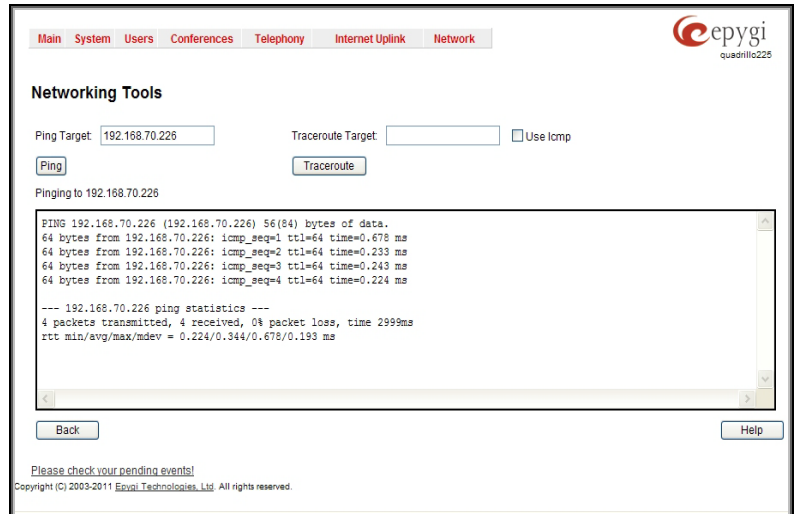 Main System Users Conferences Telephony Internet Uplink Network
epygi
quadrillo225
Networking Tools
Ping Target: 192.168.70.226 Traceroute Target: Use Icmp
Ping Traceroute
Pinging to 192.168.70.226
PING 192.168.70.226 (192.168.70.226) 56(84) bytes of data.
64 bytes from 192.168.70.226: icmp_seq=1 ttl=64 time=0.678 ms
64 bytes from 192.168.70.226: icmp_seq=2 ttl=64 time=0.233 ms
64 bytes from 192.168.70.226: icmp_seq=3 ttl=64 time=0.243 ms
64 bytes from 192.168.70.226: icmp_seq=4 ttl=64 time=0.224 ms
--- 192.168.70.226 ping statistics ---
4 packets transmitted, 4 received, 0% packet loss, time 2999ms
rtt min/avg/max/mdev = 0.224/0.344/0.678/0.193 ms
Back Help
Please check your pending events!
Copyright (C) 2003-2011 Epygi Technologies, Ltd. All rights reserved.